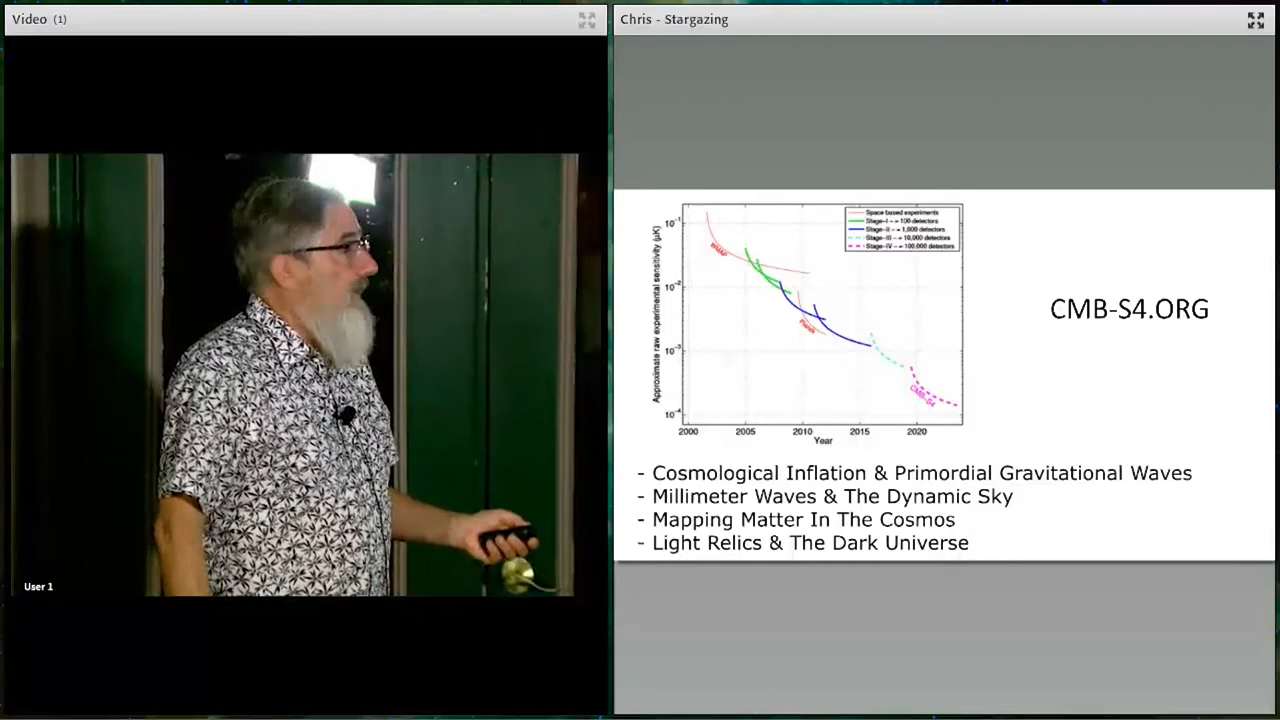 Video (1)
Chris - Stargazing
User 1
Approximate raw experimental sensitivity (µK)
10⁻¹
10⁻²
10⁻³
10⁻⁴
Space based experiments
Stage-I - ≈ 100 detectors
Stage-II - ≈ 1,000 detectors
Stage-III - ≈ 10,000 detectors
Stage-IV - ≈ 100,000 detectors
WMAP
Planck
CMB-S4
2000 2005 2010 2015 2020
Year
CMB-S4.ORG
- Cosmological Inflation & Primordial Gravitational Waves
- Millimeter Waves & The Dynamic Sky
- Mapping Matter In The Cosmos
- Light Relics & The Dark Universe